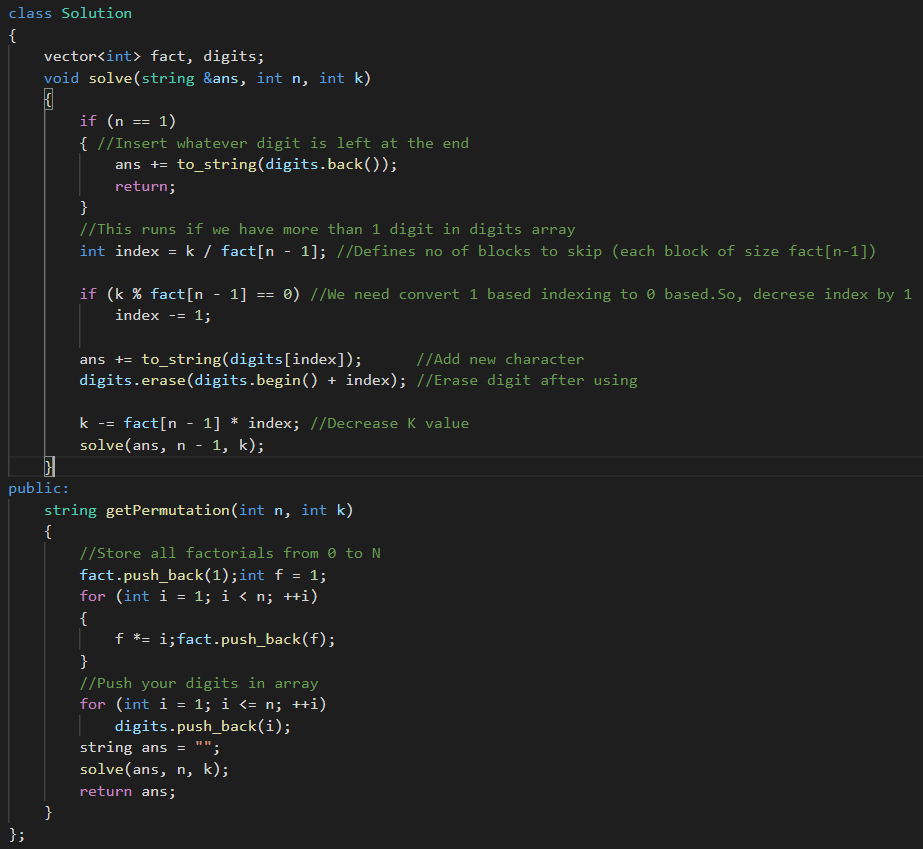 class Solution
{
    vector<int> fact, digits;
    void solve(string &ans, int n, int k)
    {
        if (n == 1)
        { //Insert whatever digit is left at the end
            ans += to_string(digits.back());
            return;
        }
        //This runs if we have more than 1 digit in digits array
        int index = k / fact[n - 1]; //Defines no of blocks to skip (each block of size fact[n-1])

        if (k % fact[n - 1] == 0) //We need convert 1 based indexing to 0 based.So, decrese index by 1
            index -= 1;

        ans += to_string(digits[index]);      //Add new character
        digits.erase(digits.begin() + index); //Erase digit after using

        k -= fact[n - 1] * index; //Decrease K value
        solve(ans, n - 1, k);
    }
public:
    string getPermutation(int n, int k)
    {
        //Store all factorials from 0 to N
        fact.push_back(1);int f = 1;
        for (int i = 1; i < n; ++i)
        {
            f *= i;fact.push_back(f);
        }
        //Push your digits in array
        for (int i = 1; i <= n; ++i)
            digits.push_back(i);
        string ans = "";
        solve(ans, n, k);
        return ans;
    }
};